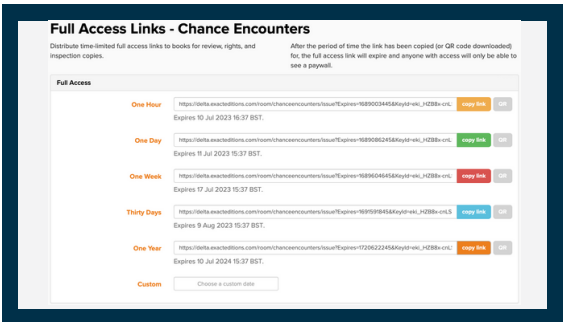 Full Access Links - Chance Encounters
Distribute time-limited full access links to books for review, rights, and
inspection copies.
After the period of time the link has been copied (or QR code downloaded)
for, the full access link will expire and anyone with access will only be able to
see a paywall.
Full Access
One Hour https://delta.exacteditions.com/room/chanceencounters/issue?Expires=1689003445&KeyId=eki_HZB8x-cnL: copy link QR
Expires 10 Jul 2023 16:37 BST.
One Day https://delta.exacteditions.com/room/chanceencounters/issue?Expires=1689086245&KeyId=eki_HZB8x-cnL: copy link QR
Expires 11 Jul 2023 15:37 BST.
One Week https://delta.exacteditions.com/room/chanceencounters/issue?Expires=1689604645&KeyId=eki_HZB8x-cnL: copy link QR
Expires 17 Jul 2023 15:37 BST.
Thirty Days https://delta.exacteditions.com/room/chanceencounters/issue?Expires=1691591845&KeyId=eki_HZB8x-cnLS copy link QR
Expires 9 Aug 2023 15:37 BST.
One Year https://delta.exacteditions.com/room/chanceencounters/issue?Expires=1720622245&KeyId=eki_HZB8x-cnL: copy link QR
Expires 10 Jul 2024 15:37 BST.
Custom Choose a custom date